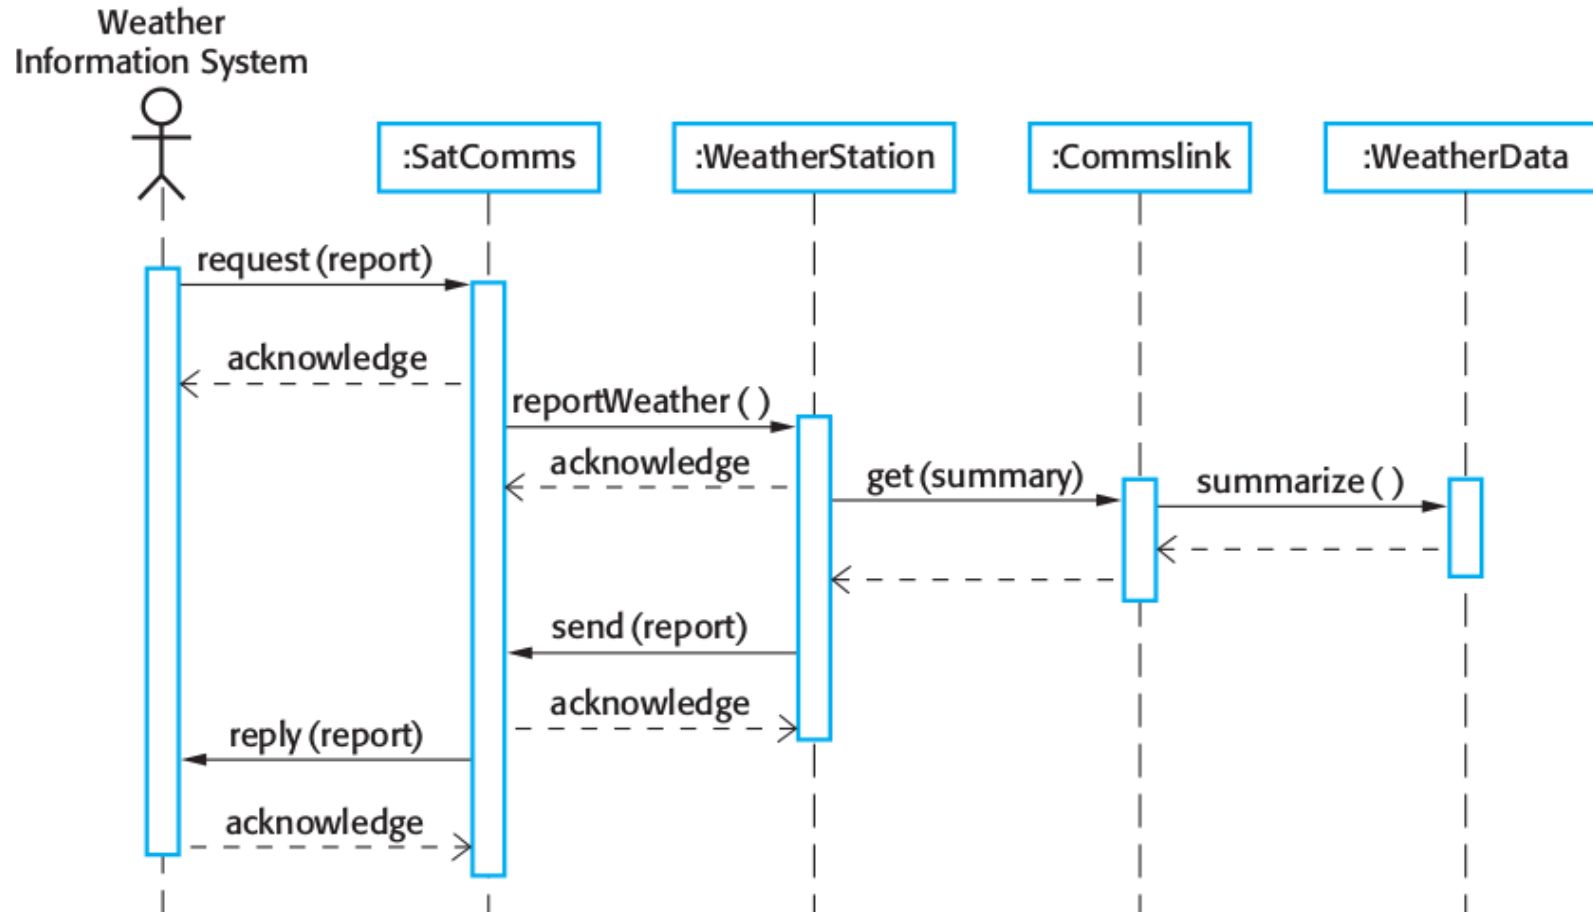 Weather
Information System
:SatComms
:WeatherStation
:Commslink
:WeatherData
request (report)
acknowledge
reportWeather ( )
acknowledge
get (summary)
summarize ( )
send (report)
acknowledge
reply (report)
acknowledge